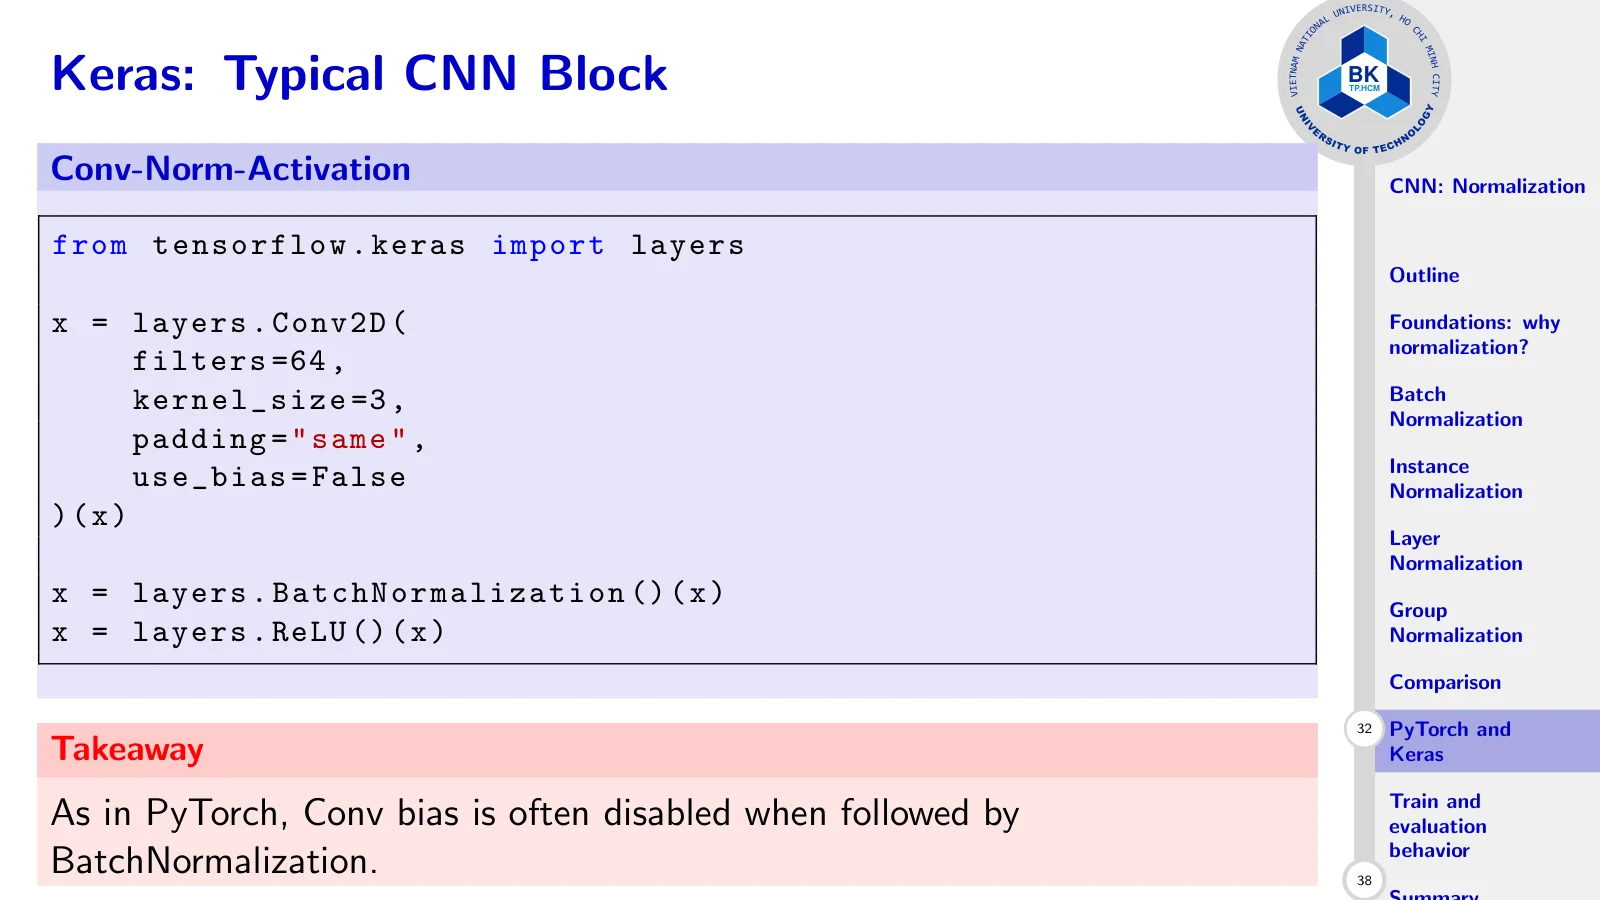 Keras: Typical CNN Block
Conv-Norm-Activation
from tensorflow.keras import layers
x = layers.Conv2D(
    filters=64,
    kernel_size=3,
    padding="same",
    use_bias=False
)(x)
x = layers.BatchNormalization()(x)
x = layers.ReLU()(x)
Takeaway
As in PyTorch, Conv bias is often disabled when followed by
BatchNormalization.
VIETNAM NATIONAL UNIVERSITY, HO CHI MINH CITY
BK
TP.HCM
UNIVERSITY OF TECHNOLOGY
CNN: Normalization
Outline
Foundations: why
normalization?
Batch
Normalization
Instance
Normalization
Layer
Normalization
Group
Normalization
Comparison
32
PyTorch and
Keras
Train and
evaluation
behavior
38
Summary